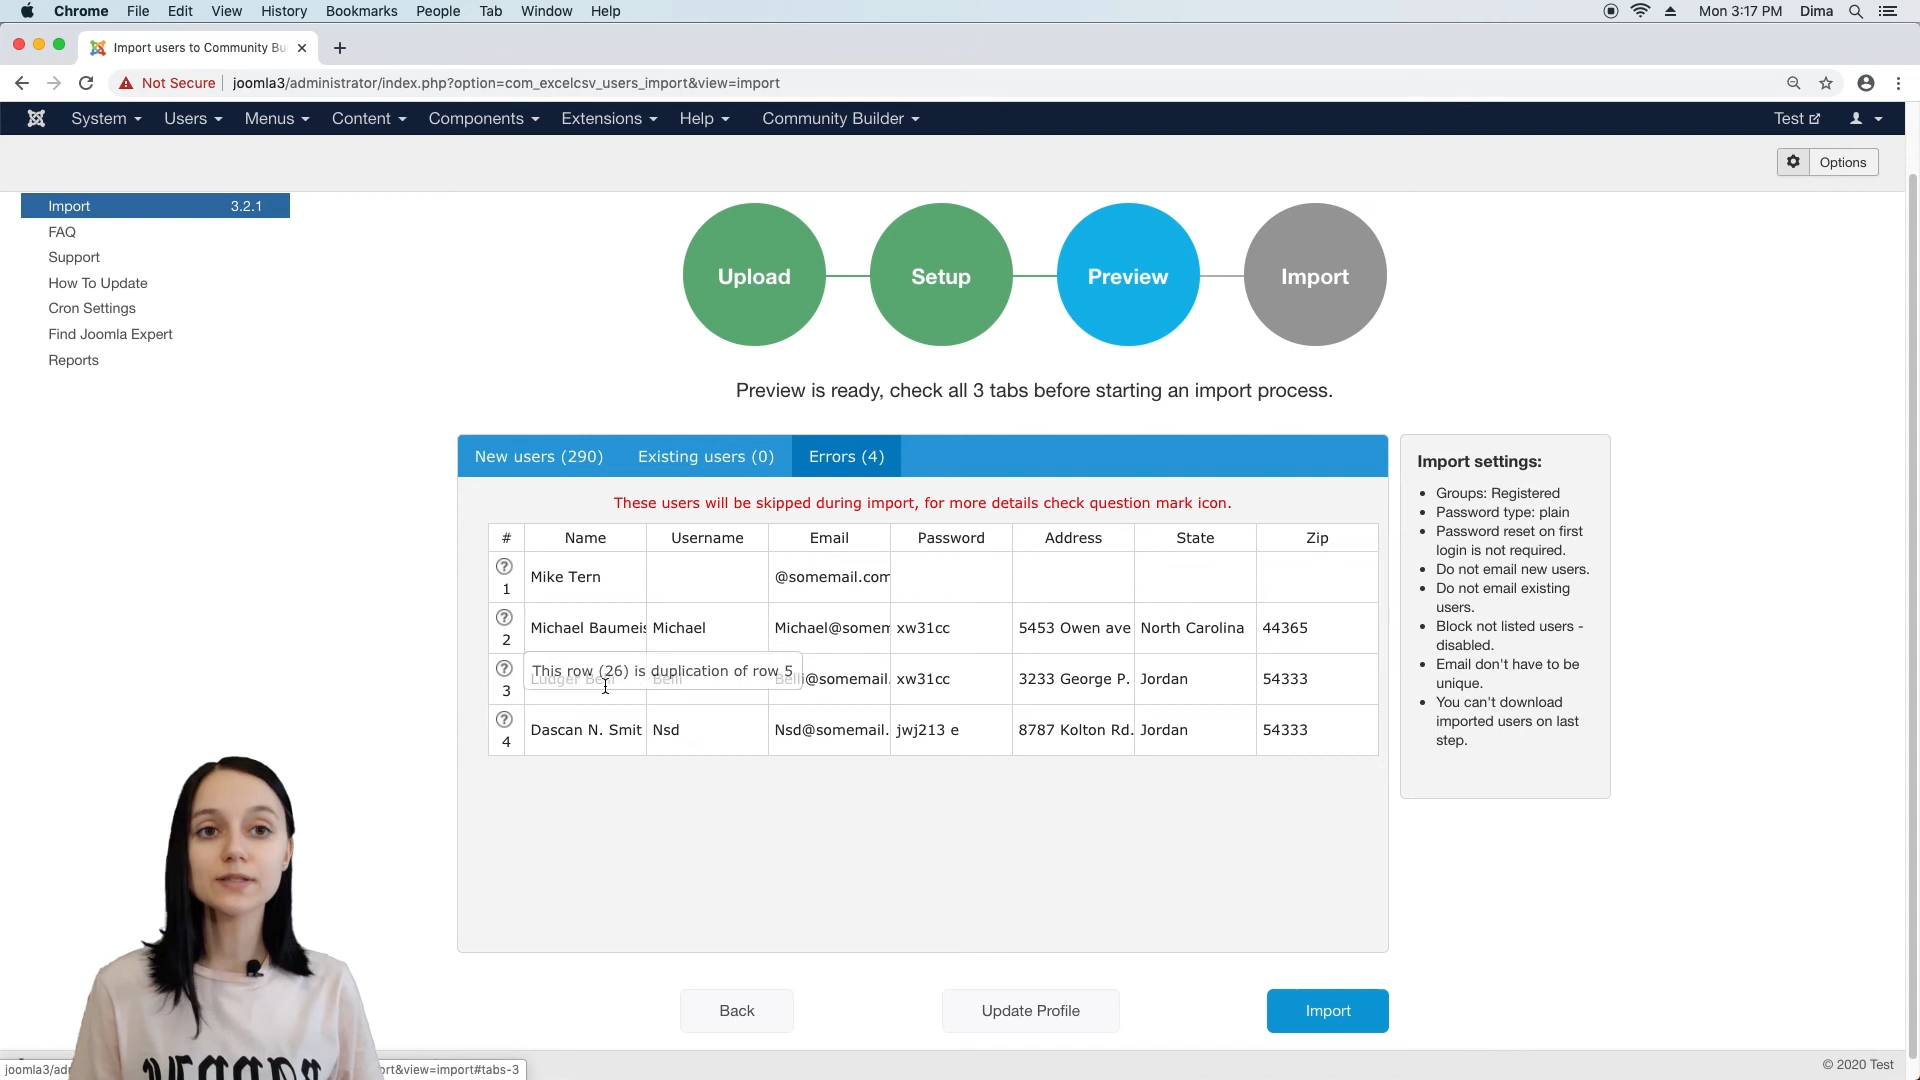 Chrome File Edit View History Bookmarks People Tab Window Help Mon 3:17 PM Dima
Import users to Community Bu
Not Secure joomla3/administrator/index.php?option=com_excelcsv_users_import&view=import
System Users Menus Content Components Extensions Help Community Builder Test
Options
Import 3.2.1
FAQ
Support
How To Update
Cron Settings
Find Joomla Expert
Reports
Upload Setup Preview Import
Preview is ready, check all 3 tabs before starting an import process.
New users (290) Existing users (0) Errors (4)
These users will be skipped during import, for more details check question mark icon.
# Name Username Email Password Address State Zip
? 1 Mike Tern @somemail.com
? 2 Michael Baumeis Michael Michael@somem xw31cc 5453 Owen ave North Carolina 44365
This row (26) is duplication of row 5
? 3 Ludger Belli Belli Belli@somemail. xw31cc 3233 George P. Jordan 54333
? 4 Dascan N. Smit Nsd Nsd@somemail. jwj213 e 8787 Kolton Rd. Jordan 54333
Import settings:
Groups: Registered
Password type: plain
Password reset on first
login is not required.
Do not email new users.
Do not email existing
users.
Block not listed users -
disabled.
Email don't have to be
unique.
You can't download
imported users on last
step.
Back Update Profile Import
joomla3/adm
ort&view=import#tabs-3
© 2020 Test